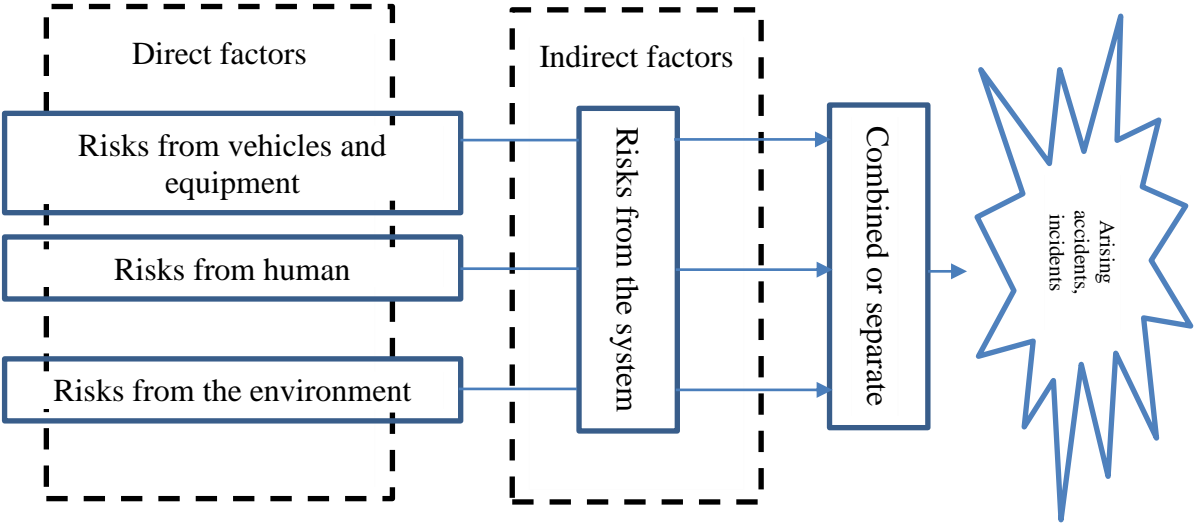 Direct factors
Risks from vehicles and
equipment
Risks from human
Risks from the environment
Indirect factors
Risks from the system
Combined or separate
Arising
accidents,
incidents